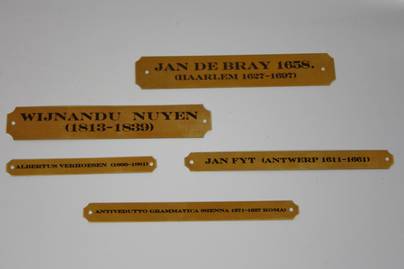 JAN DE BRAY 1658.
(HAARLEM 1627-1697)
WIJNANDU NUYEN
(1813-1839)
ALBERTUS VERHOESEN
JAN FYT (ANTWERP 1611-1661)
ANTIVEDUTTO GRAMMATICA ROMA)